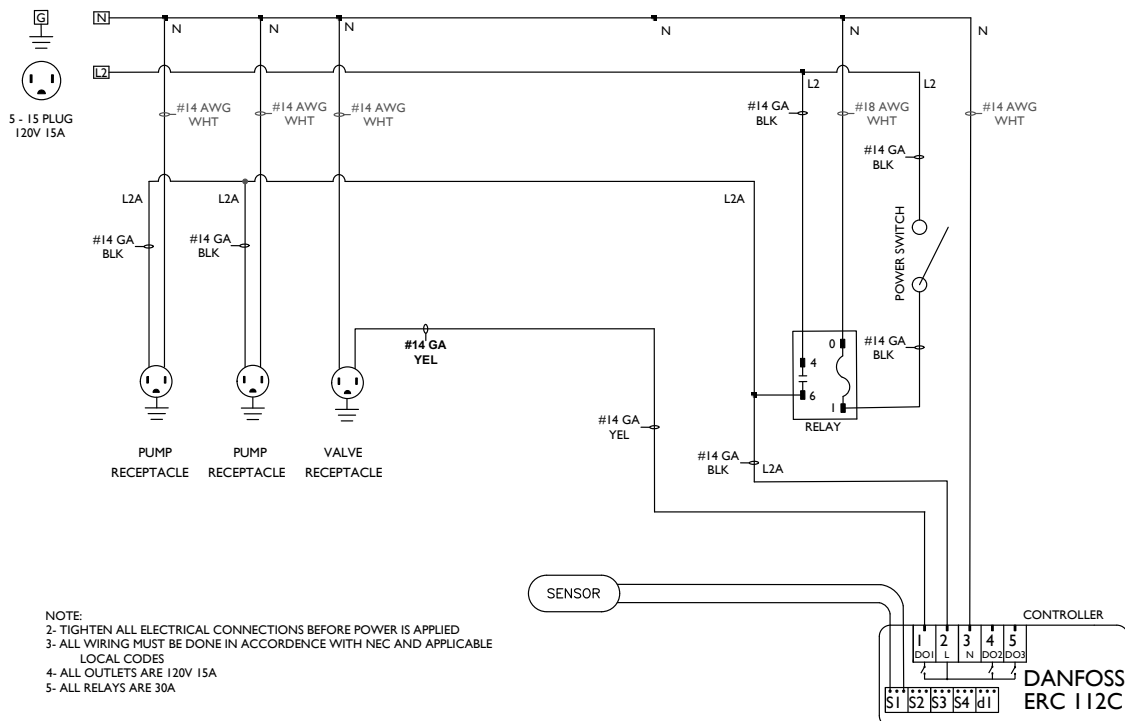 G
N
N
N
N
N
N
N
L2
L2
L2
5 - 15 PLUG
120V 15A
#14 AWG
WHT
#14 AWG
WHT
#14 AWG
WHT
#14 GA
BLK
#18 AWG
WHT
#14 AWG
WHT
#14 GA
BLK
L2A
L2A
L2A
#14 GA
BLK
#14 GA
BLK
POWER SWITCH
#14 GA
YEL
#14 GA
BLK
0
4
6
1
RELAY
#14 GA
YEL
PUMP
RECEPTACLE
PUMP
RECEPTACLE
VALVE
RECEPTACLE
#14 GA
BLK
L2A
SENSOR
CONTROLLER
1 2 3 4 5
DO1 L N DO2 DO3
DANFOSS
ERC 112C
S1 S2 S3 S4 d1
NOTE:
2- TIGHTEN ALL ELECTRICAL CONNECTIONS BEFORE POWER IS APPLIED
3- ALL WIRING MUST BE DONE IN ACCORDANCE WITH NEC AND APPLICABLE
LOCAL CODES
4- ALL OUTLETS ARE 120V 15A
5- ALL RELAYS ARE 30A